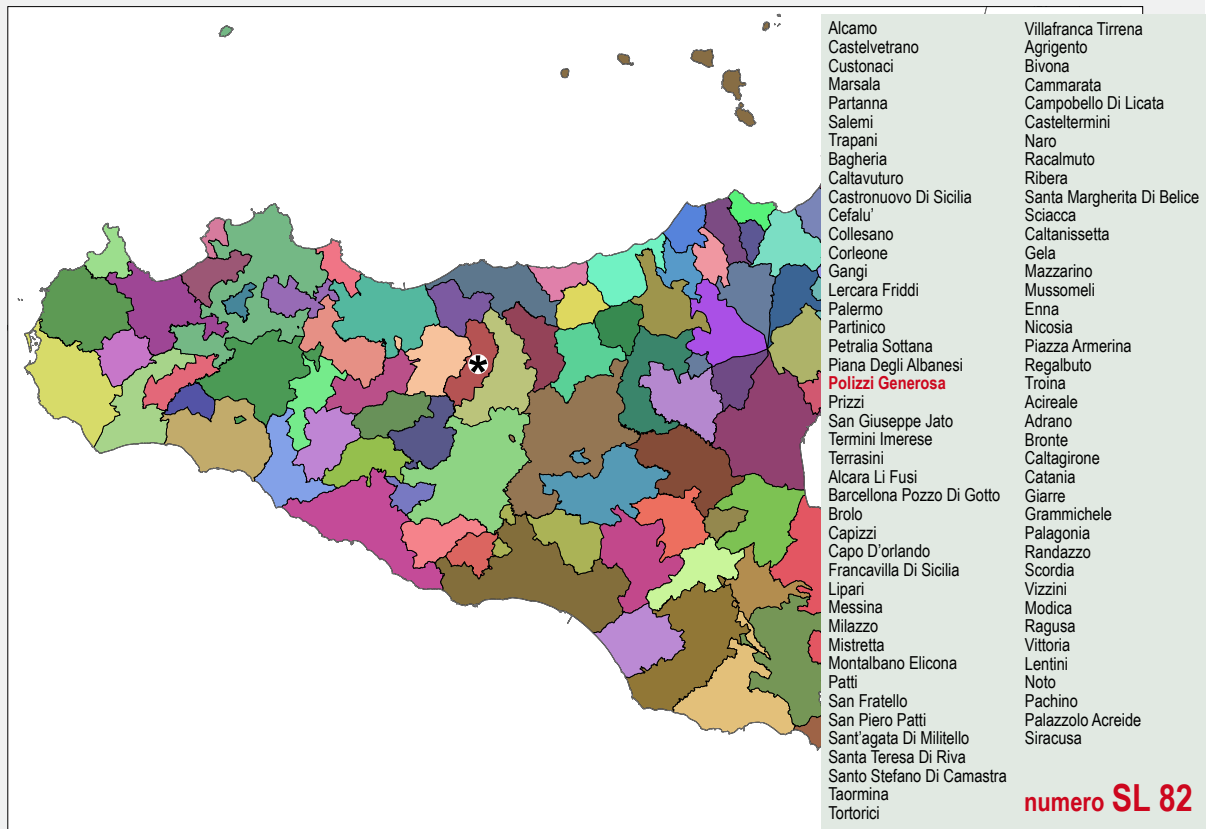 Alcamo
Castelvetrano
Custonaci
Marsala
Partanna
Salemi
Trapani
Bagheria
Caltavuturo
Castronuovo Di Sicilia
Cefalu'
Collesano
Corleone
Gangi
Lercara Friddi
Palermo
Partinico
Petralia Sottana
Piana Degli Albanesi
Polizzi Generosa
Prizzi
San Giuseppe Jato
Termini Imerese
Terrasini
Alcara Li Fusi
Barcellona Pozzo Di Gotto
Brolo
Capizzi
Capo D'orlando
Francavilla Di Sicilia
Lipari
Messina
Milazzo
Mistretta
Montalbano Elicona
Patti
San Fratello
San Piero Patti
Sant'agata Di Militello
Santa Teresa Di Riva
Santo Stefano Di Camastra
Taormina
Tortorici
Villafranca Tirrena
Agrigento
Bivona
Cammarata
Campobello Di Licata
Casteltermini
Naro
Racalmuto
Ribera
Santa Margherita Di Belice
Sciacca
Caltanissetta
Gela
Mazzarino
Mussomeli
Enna
Nicosia
Piazza Armerina
Regalbuto
Troina
Acireale
Adrano
Bronte
Caltagirone
Catania
Giarre
Grammichele
Palagonia
Randazzo
Scordia
Vizzini
Modica
Ragusa
Vittoria
Lentini
Noto
Pachino
Palazzolo Acreide
Siracusa
numero SL 82
*